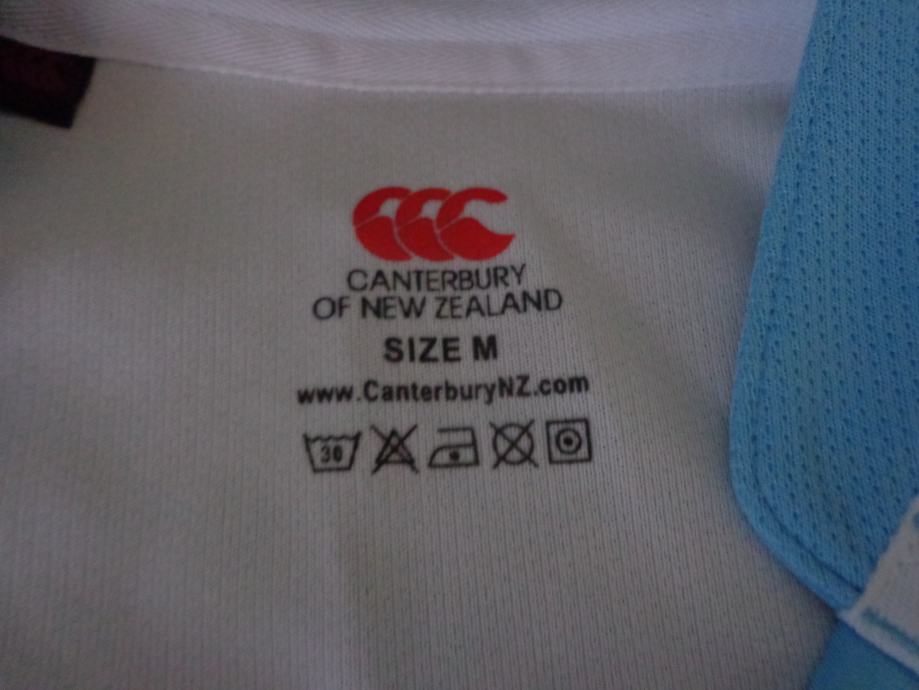 CANTERBURY
OF NEW ZEALAND
SIZE M
www.CanterburyNZ.com
30